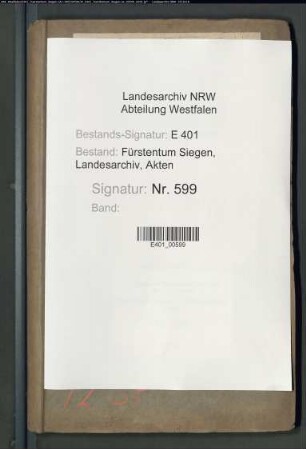 Landesarchiv NRW
Abteilung Westfalen
Bestands-Signatur: E 401
Bestand: Fürstentum Siegen,
Landesarchiv, Akten
Signatur: Nr. 599
Band:
E401_00599